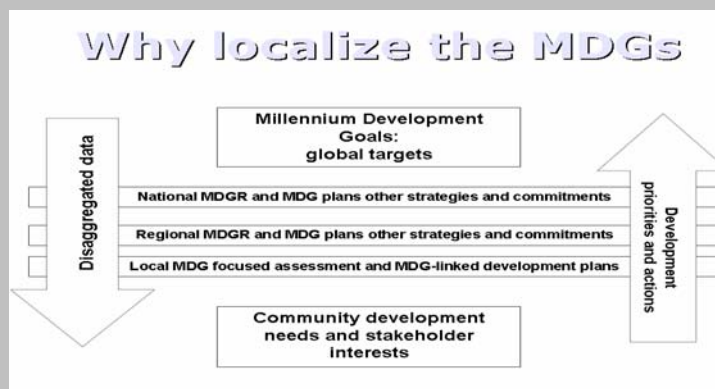 Why localize the MDGs
Millennium Development
Goals:
global targets
Disaggregated data
National MDGR and MDG plans other strategies and commitments
Regional MDGR and MDG plans other strategies and commitments
Local MDG focused assessment and MDG-linked development plans
Development
priorities and actions
Community development
needs and stakeholder
interests